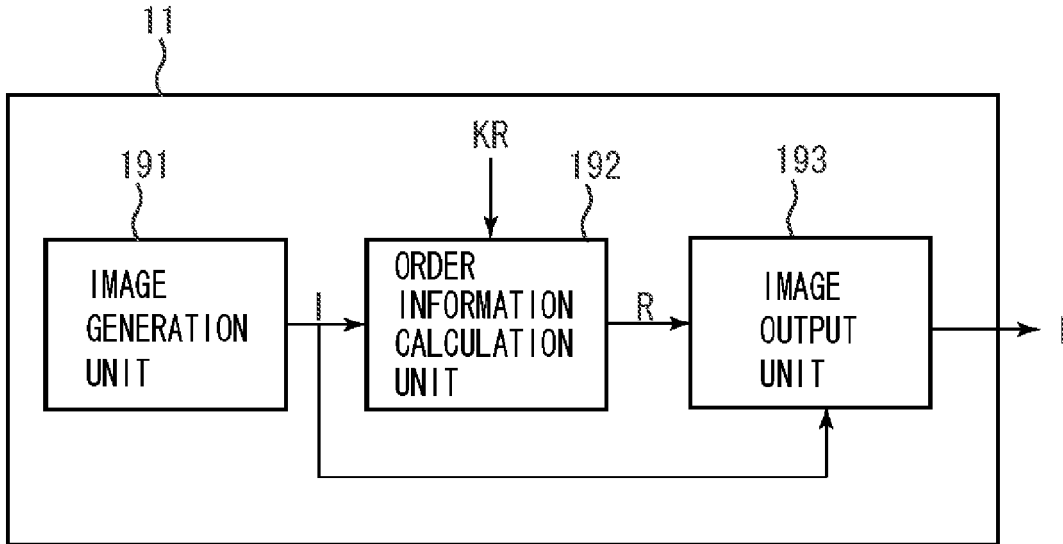 11
KR
191
192
193
IMAGE
GENERATION
UNIT
I
ORDER
INFORMATION
CALCULATION
UNIT
R
IMAGE
OUTPUT
UNIT
I